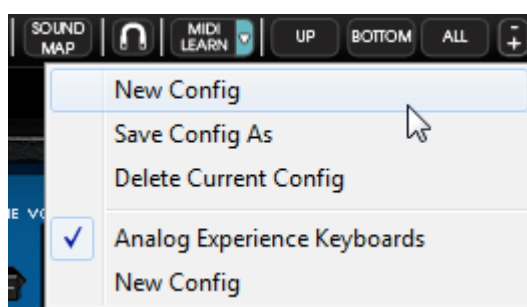 SOUND MAP MIDI LEARN UP BOTTOM ALL - +
New Config
Save Config As
Delete Current Config
Analog Experience Keyboards
New Config